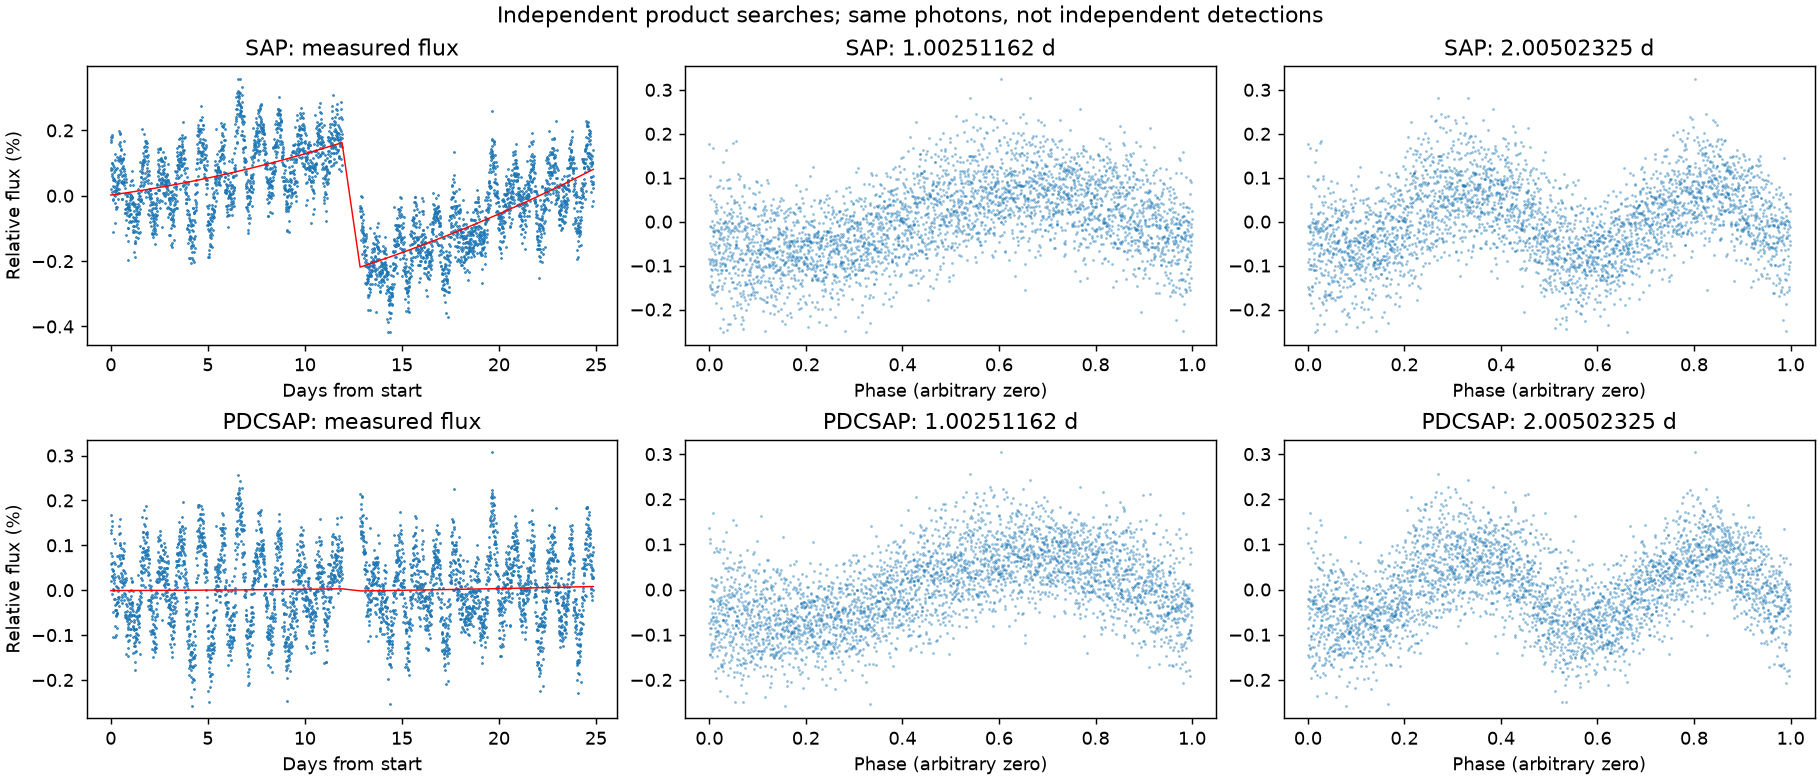 Independent product searches; same photons, not independent detections
SAP: measured flux
SAP: 1.00251162 d
SAP: 2.00502325 d
Relative flux (%)
0.2
0.0
−0.2
−0.4
0 5 10 15 20 25
Days from start
0.3
0.2
0.1
0.0
−0.1
−0.2
0.0 0.2 0.4 0.6 0.8 1.0
Phase (arbitrary zero)
0.3
0.2
0.1
0.0
−0.1
−0.2
0.0 0.2 0.4 0.6 0.8 1.0
Phase (arbitrary zero)
PDCSAP: measured flux
PDCSAP: 1.00251162 d
PDCSAP: 2.00502325 d
Relative flux (%)
0.3
0.2
0.1
0.0
−0.1
−0.2
0 5 10 15 20 25
Days from start
0.3
0.2
0.1
0.0
−0.1
−0.2
0.0 0.2 0.4 0.6 0.8 1.0
Phase (arbitrary zero)
0.3
0.2
0.1
0.0
−0.1
−0.2
0.0 0.2 0.4 0.6 0.8 1.0
Phase (arbitrary zero)